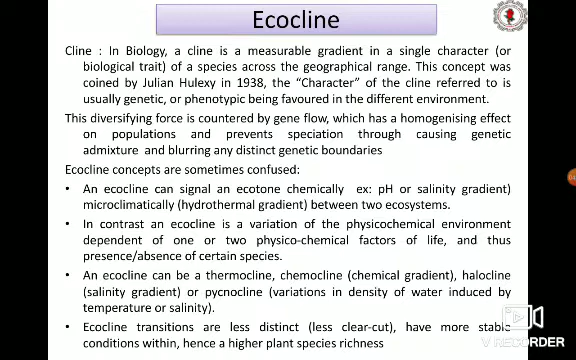 Ecocline
Cline : In Biology, a cline is a measurable gradient in a single character (or
biological trait) of a species across the geographical range. This concept was
coined by Julian Hulexy in 1938, the “Character” of the cline referred to is
usually genetic, or phenotypic being favoured in the different environment.
This diversifying force is countered by gene flow, which has a homogenising effect
on populations and prevents speciation through causing genetic
admixture and blurring any distinct genetic boundaries
Ecocline concepts are sometimes confused:
• An ecocline can signal an ecotone chemically ex: pH or salinity gradient)
microclimatically (hydrothermal gradient) between two ecosystems.
• In contrast an ecocline is a variation of the physicochemical environment
dependent of one or two physico-chemical factors of life, and thus
presence/absence of certain species.
• An ecocline can be a thermocline, chemocline (chemical gradient), halocline
(salinity gradient) or pycnocline (variations in density of water induced by
temperature or salinity).
• Ecocline transitions are less distinct (less clear-cut), have more stable
conditions within, hence a higher plant species richness
V RECORDER